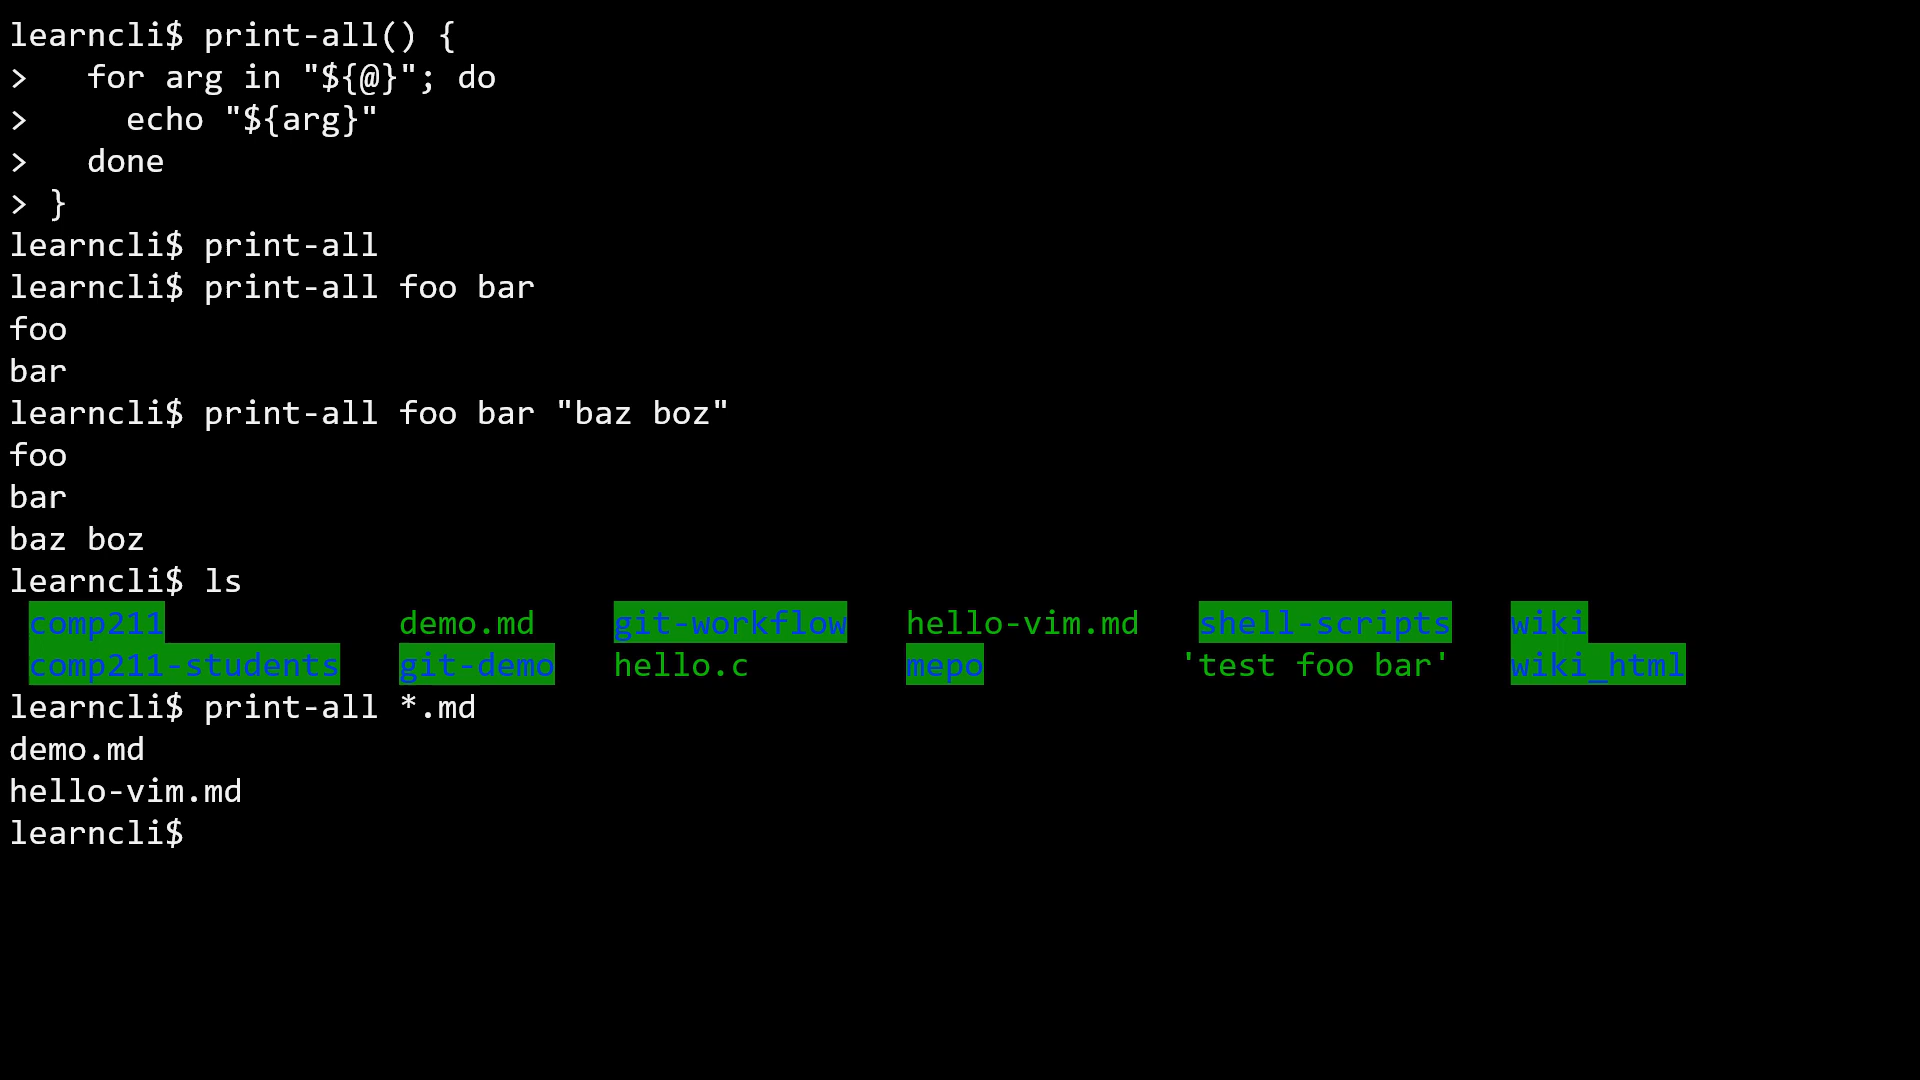 learncli$ print-all() {
>   for arg in "${@}"; do
>     echo "${arg}"
>   done
> }
learncli$ print-all
learncli$ print-all foo bar
foo
bar
learncli$ print-all foo bar "baz boz"
foo
bar
baz boz
learncli$ ls
 comp211            demo.md    git-workflow   hello-vim.md   shell-scripts   wiki
 comp211-students   git-demo   hello.c        mepo          'test foo bar'   wiki_html
learncli$ print-all *.md
demo.md
hello-vim.md
learncli$